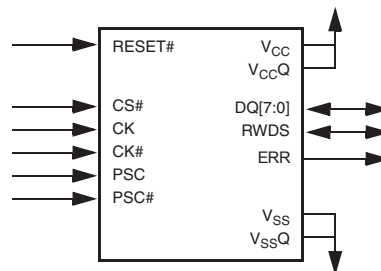 RESET#
CS#
CK
CK#
PSC
PSC#
VCC
VCCQ
DQ[7:0]
RWDS
ERR
VSS
VSSQ